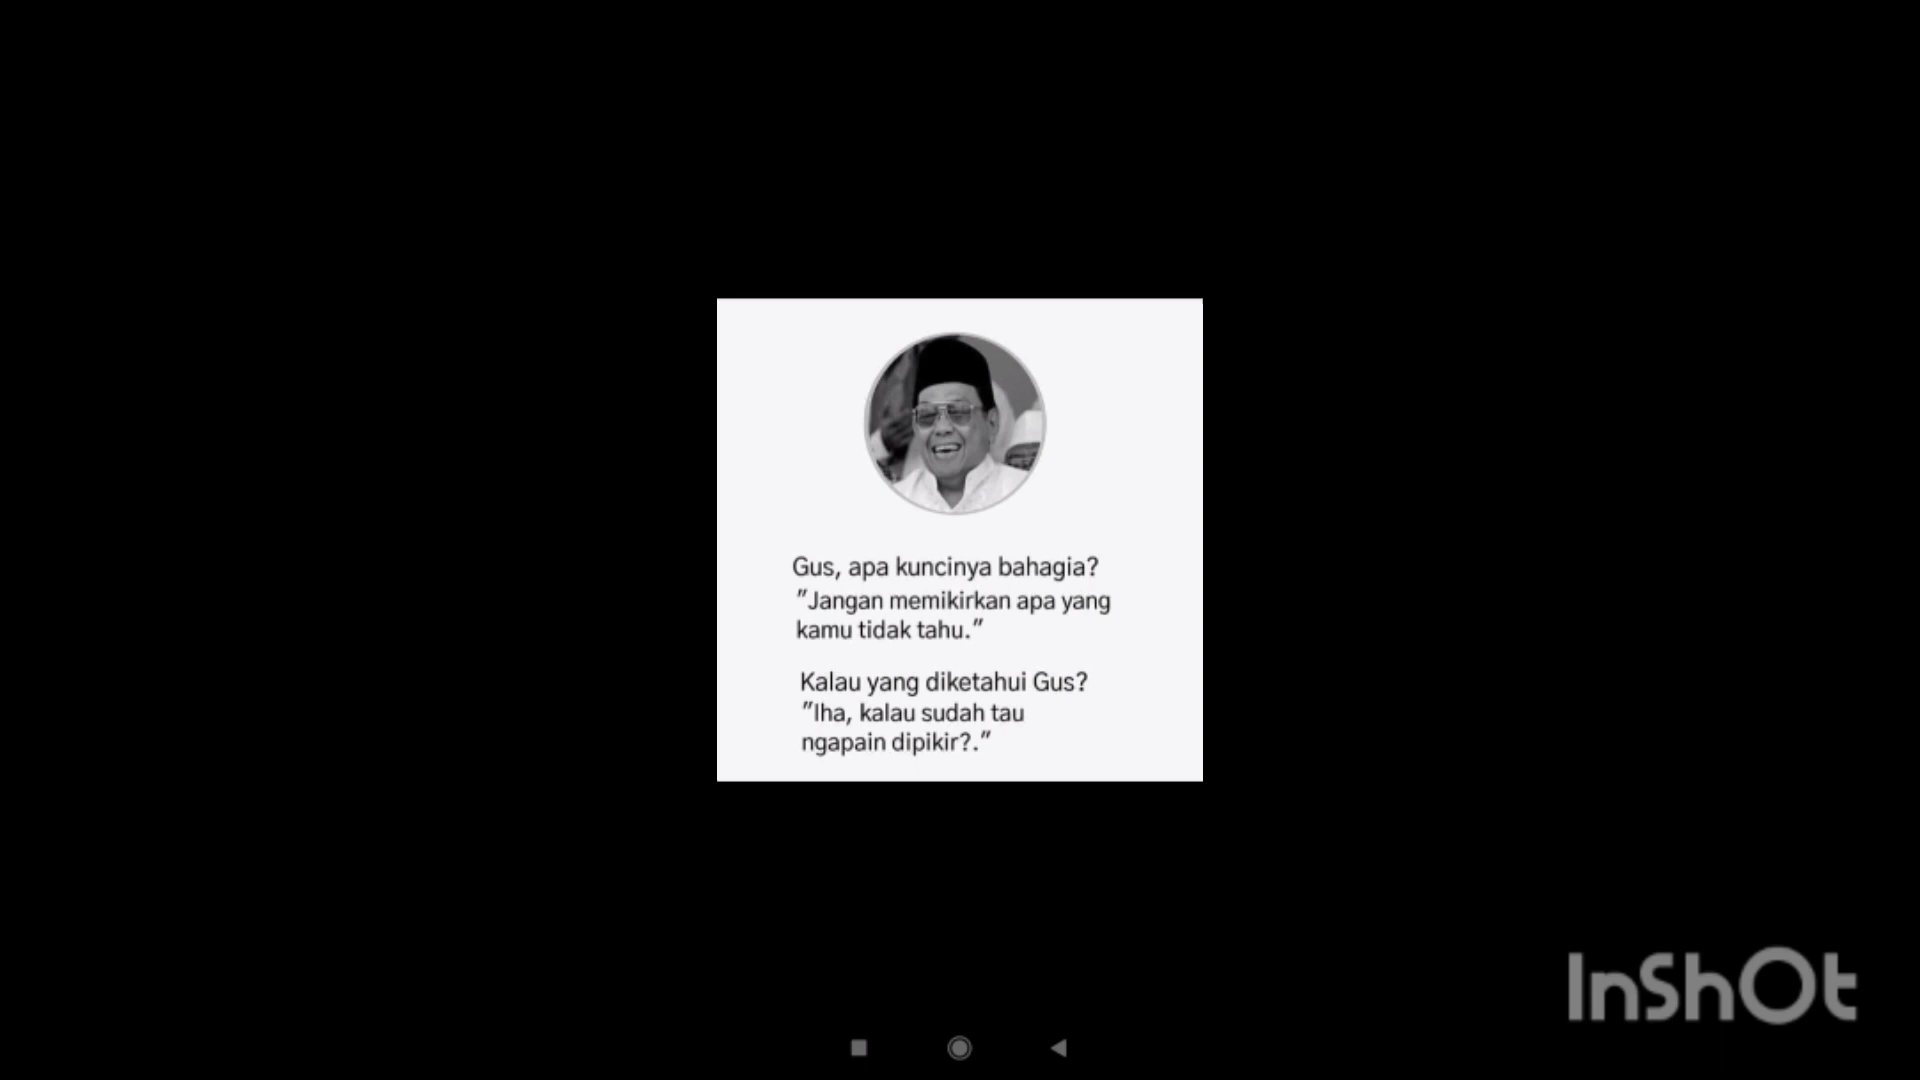 Gus, apa kuncinya bahagia?
"Jangan memikirkan apa yang
kamu tidak tahu."
Kalau yang diketahui Gus?
"lha, kalau sudah tau
ngapain dipikir?."
InShOt